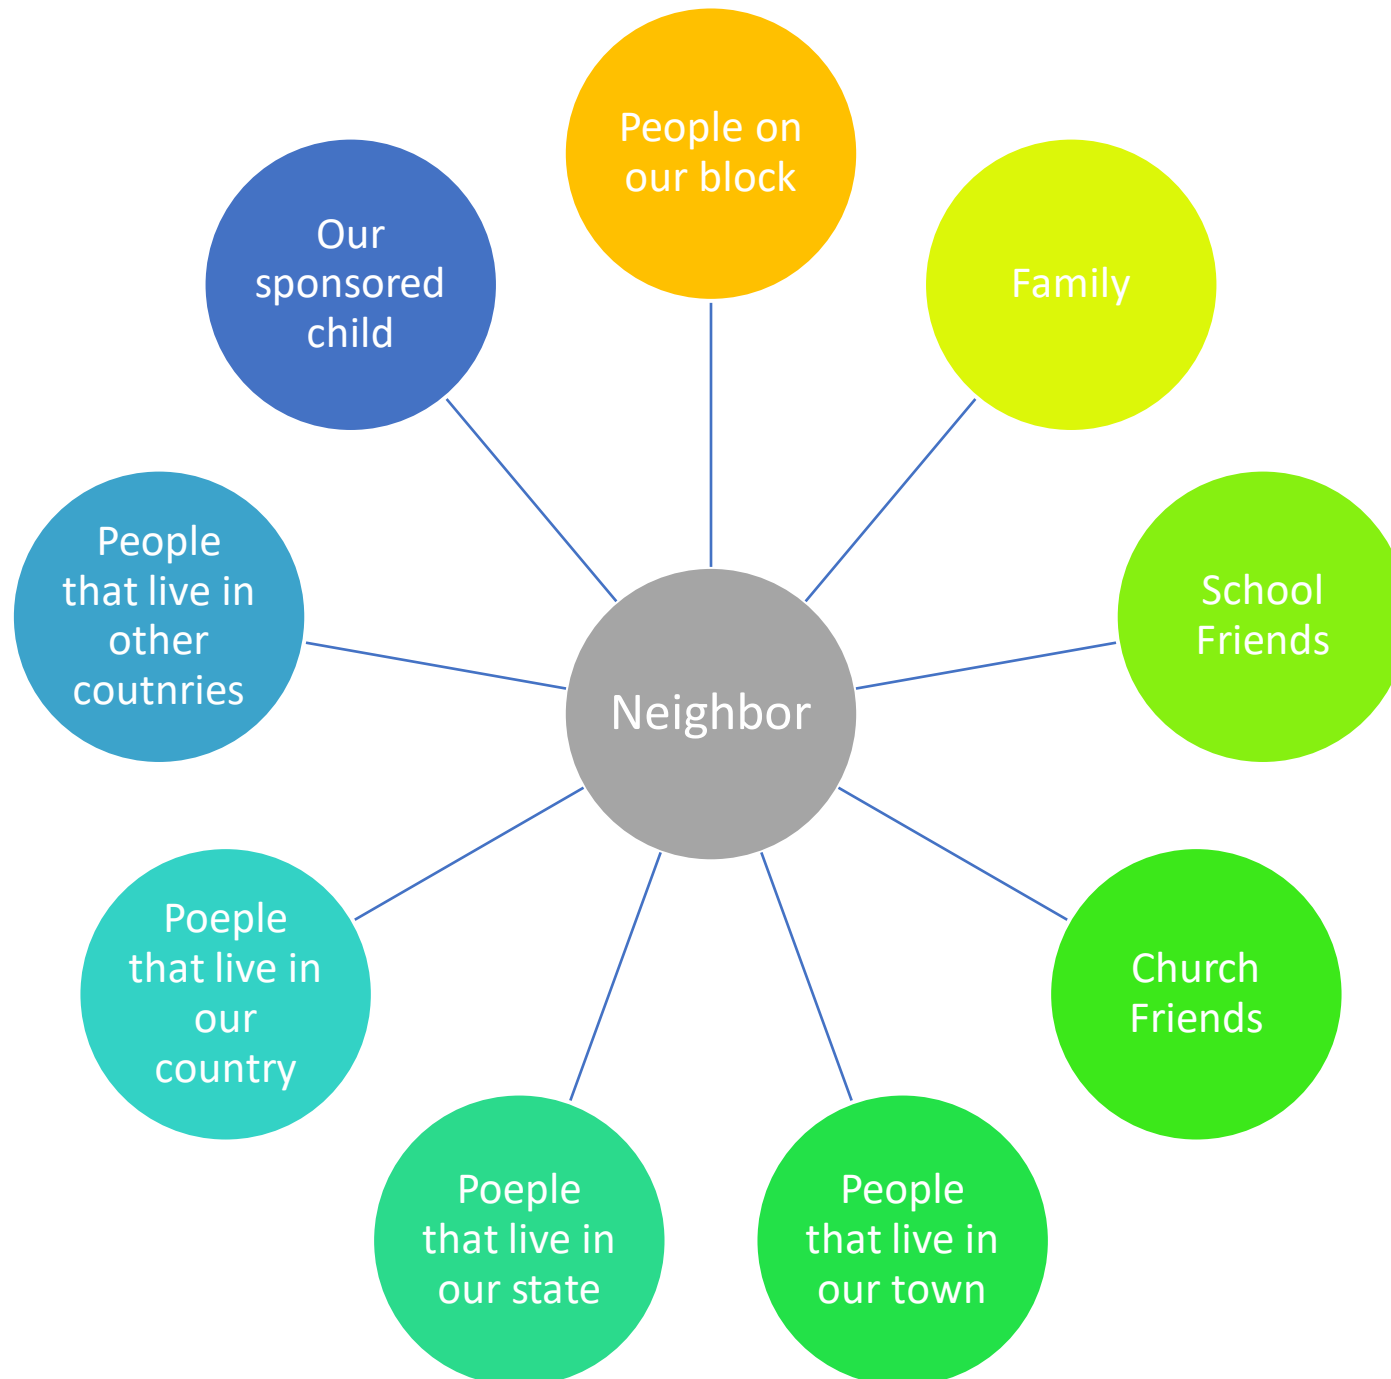 People on
our block
Family
School
Friends
Church
Friends
People
that live in
our town
Poeple
that live in
our state
Poeple
that live in
our
country
People
that live in
other
coutnries
Our
sponsored
child
Neighbor